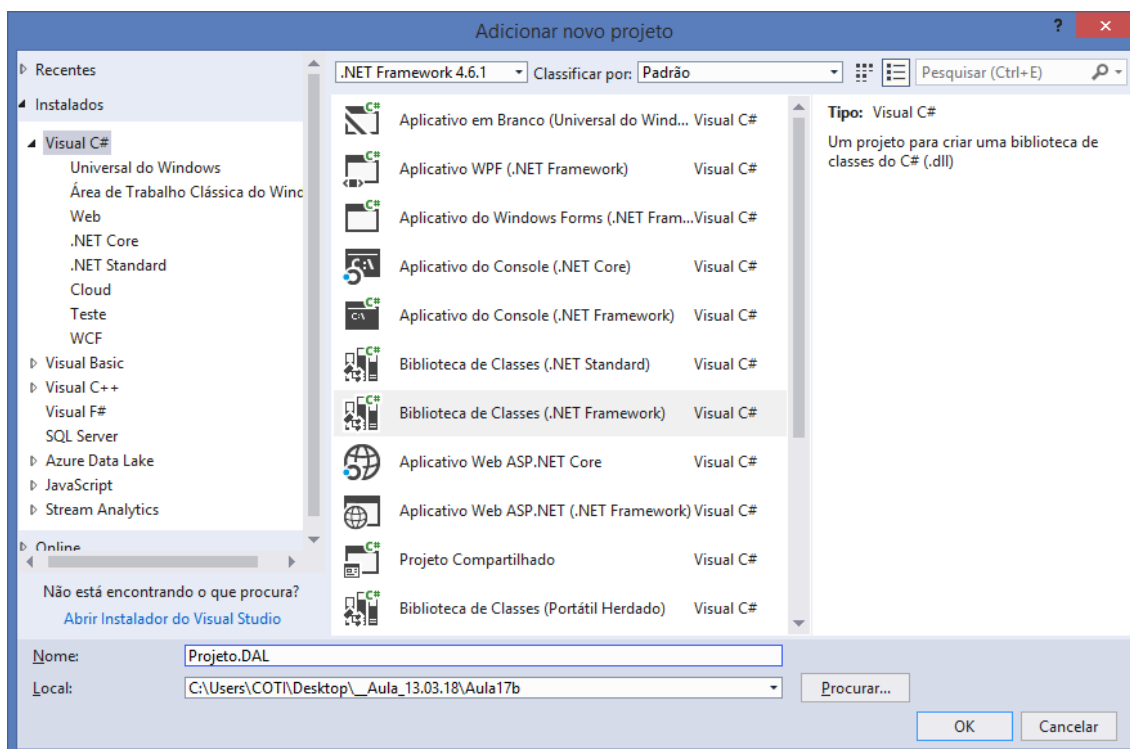 Adicionar novo projeto
?
Recentes
Instalados
Visual C#
Universal do Windows
Área de Trabalho Clássica do Wind
Web
.NET Core
.NET Standard
Cloud
Teste
WCF
Visual Basic
Visual C++
Visual F#
SQL Server
Azure Data Lake
JavaScript
Stream Analytics
Online
Não está encontrando o que procura?
Abrir Instalador do Visual Studio
.NET Framework 4.6.1
Classificar por: Padrão
Pesquisar (Ctrl+E)
Aplicativo em Branco (Universal do Wind... Visual C#
Aplicativo WPF (.NET Framework) Visual C#
Aplicativo do Windows Forms (.NET Fram... Visual C#
Aplicativo do Console (.NET Core) Visual C#
Aplicativo do Console (.NET Framework) Visual C#
Biblioteca de Classes (.NET Standard) Visual C#
Biblioteca de Classes (.NET Framework) Visual C#
Aplicativo Web ASP.NET Core Visual C#
Aplicativo Web ASP.NET (.NET Framework) Visual C#
Projeto Compartilhado Visual C#
Biblioteca de Classes (Portátil Herdado) Visual C#
Tipo: Visual C#
Um projeto para criar uma biblioteca de
classes do C# (.dll)
Nome: Projeto.DAL
Local: C:\Users\COTI\Desktop\__Aula_13.03.18\Aula17b
Procurar...
OK
Cancelar